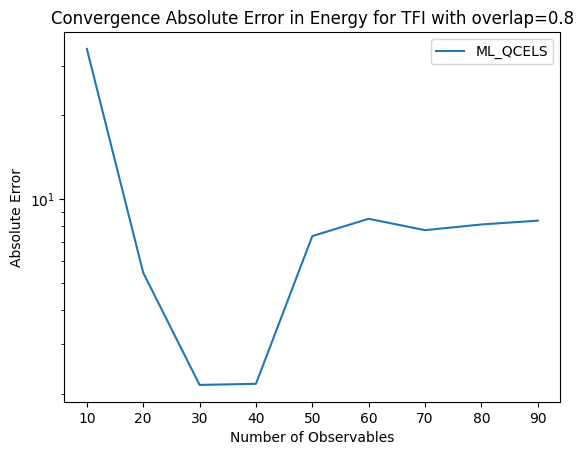 Convergence Absolute Error in Energy for TFI with overlap=0.8
ML_QCELS
Absolute Error
10^1
10 20 30 40 50 60 70 80 90
Number of Observables